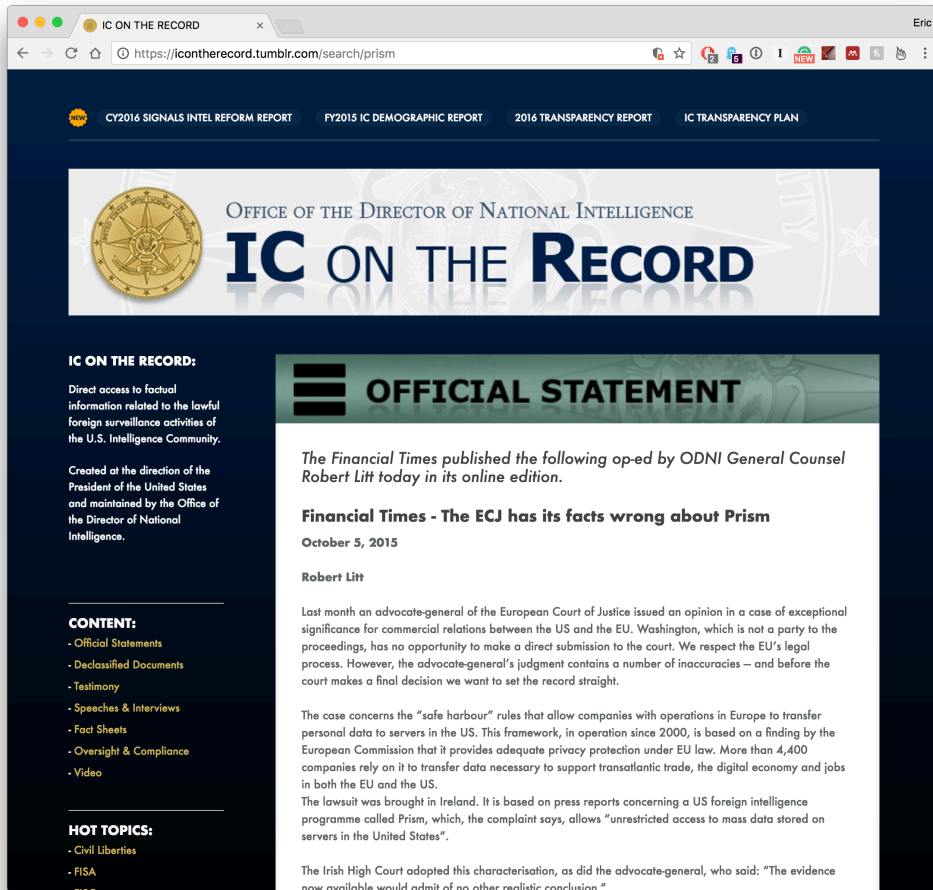 IC ON THE RECORD
Eric
https://icontherecord.tumblr.com/search/prism
2
5
I
NEW
NEW
CY2016 SIGNALS INTEL REFORM REPORT
FY2015 IC DEMOGRAPHIC REPORT
2016 TRANSPARENCY REPORT
IC TRANSPARENCY PLAN
OFFICE OF THE DIRECTOR OF NATIONAL INTELLIGENCE
IC ON THE RECORD
IC ON THE RECORD:
Direct access to factual
information related to the lawful
foreign surveillance activities of
the U.S. Intelligence Community.
Created at the direction of the
President of the United States
and maintained by the Office of
the Director of National
Intelligence.
CONTENT:
- Official Statements
- Declassified Documents
- Testimony
- Speeches & Interviews
- Fact Sheets
- Oversight & Compliance
- Video
HOT TOPICS:
- Civil Liberties
- FISA
OFFICIAL STATEMENT
The Financial Times published the following op-ed by ODNI General Counsel
Robert Litt today in its online edition.
Financial Times - The ECJ has its facts wrong about Prism
October 5, 2015
Robert Litt
Last month an advocate-general of the European Court of Justice issued an opinion in a case of exceptional
significance for commercial relations between the US and the EU. Washington, which is not a party to the
proceedings, has no opportunity to make a direct submission to the court. We respect the EU’s legal
process. However, the advocate-general’s judgment contains a number of inaccuracies — and before the
court makes a final decision we want to set the record straight.
The case concerns the “safe harbour” rules that allow companies with operations in Europe to transfer
personal data to servers in the US. This framework, in operation since 2000, is based on a finding by the
European Commission that it provides adequate privacy protection under EU law. More than 4,400
companies rely on it to transfer data necessary to support transatlantic trade, the digital economy and jobs
in both the EU and the US.
The lawsuit was brought in Ireland. It is based on press reports concerning a US foreign intelligence
programme called Prism, which, the complaint says, allows “unrestricted access to mass data stored on
servers in the United States”.
The Irish High Court adopted this characterisation, as did the advocate-general, who said: “The evidence
now available would admit of no other realistic conclusion.”